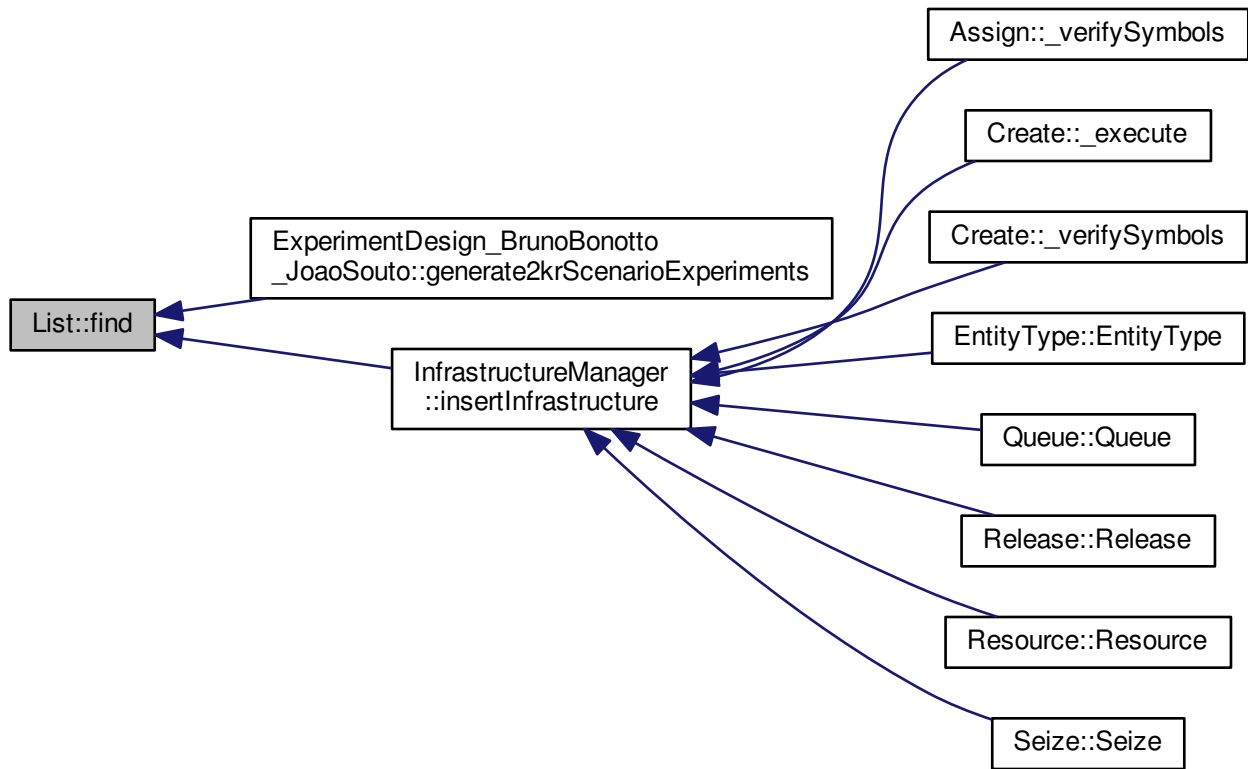 Assign::_verifySymbols
Create::_execute
Create::_verifySymbols
ExperimentDesign_BrunoBonotto
_JoaoSouto::generate2krScenarioExperiments
List::find
EntityType::EntityType
InfrastructureManager
::insertInfrastructure
Queue::Queue
Release::Release
Resource::Resource
Seize::Seize